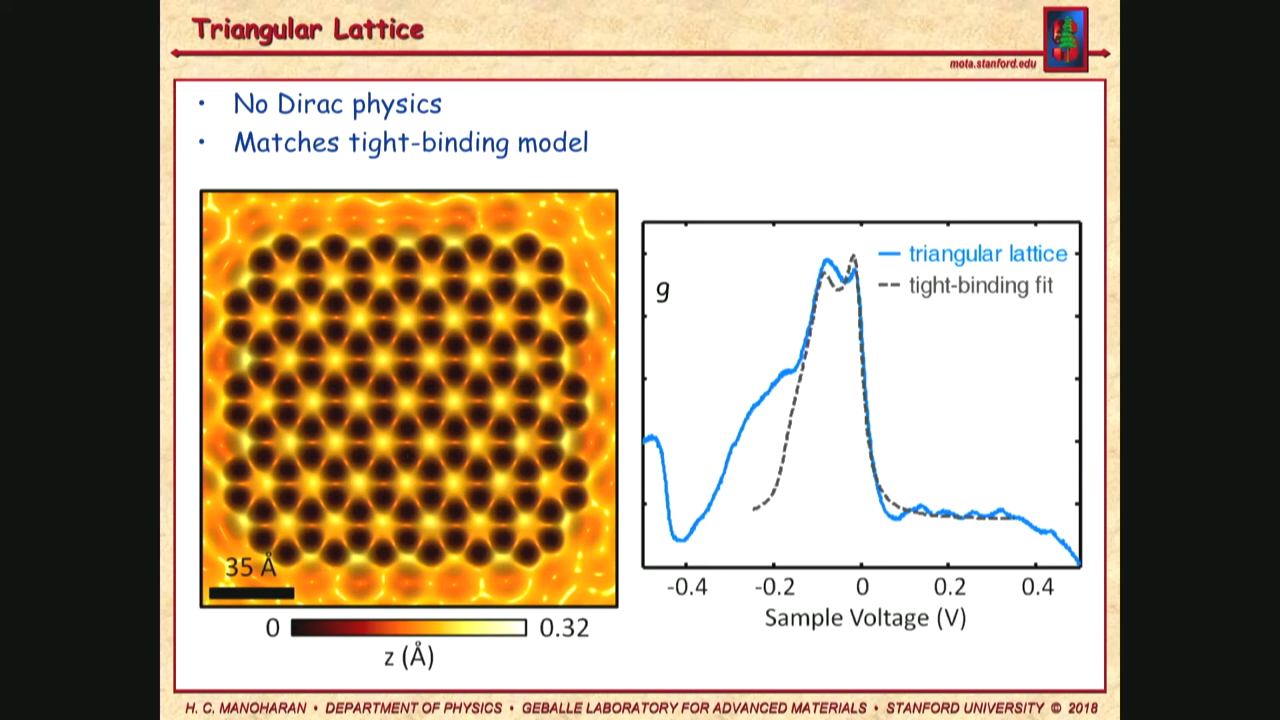 Triangular Lattice
mota.stanford.edu
• No Dirac physics
• Matches tight-binding model
35 Å
0 0.32
z (Å)
g
triangular lattice
tight-binding fit
-0.4 -0.2 0 0.2 0.4
Sample Voltage (V)
H. C. MANOHARAN • DEPARTMENT OF PHYSICS • GEBALLE LABORATORY FOR ADVANCED MATERIALS • STANFORD UNIVERSITY © 2018